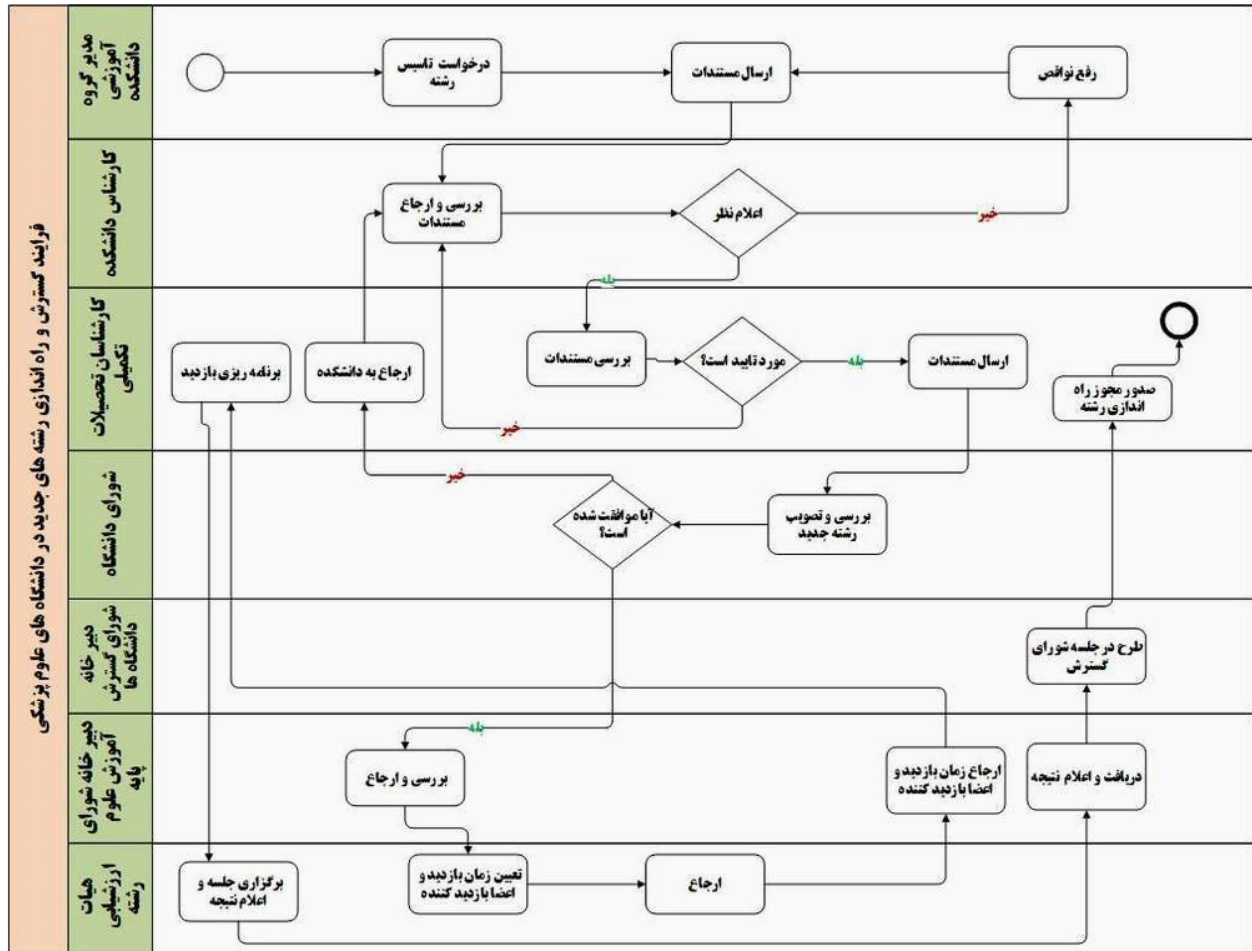 فرایند گسترش و راه اندازی رشته های جدید در دانشگاه های علوم پزشکی
مدیر گروه
آموزشی
دانشکده
درخواست تاسیس
رشته
ارسال مستندات
رفع نواقص
کارشناس دانشکده
بررسی و ارجاع
مستندات
اعلام نظر
خیر
بله
کارشناسان تحصیلات
تکمیلی
برنامه ریزی بازدید
ارجاع به دانشکده
بررسی مستندات
مورد تایید است؟
بله
ارسال مستندات
صدور مجوز راه
اندازی رشته
خیر
شورای دانشگاه
خیر
آیا موافقت شده
است؟
بررسی و تصویب
رشته جدید
دبیر خانه
شورای گسترش
دانشگاه ها
طرح در جلسه شورای
گسترش
دبیر خانه شورای
آموزش علوم
پایه
بله
بررسی و ارجاع
ارجاع زمان بازدید و
اعضا بازدید کننده
دریافت و اعلام نتیجه
هیات
ارزشیابی
رشته
برگزاری جلسه و
اعلام نتیجه
تعیین زمان بازدید و
اعضا بازدید کننده
ارجاع